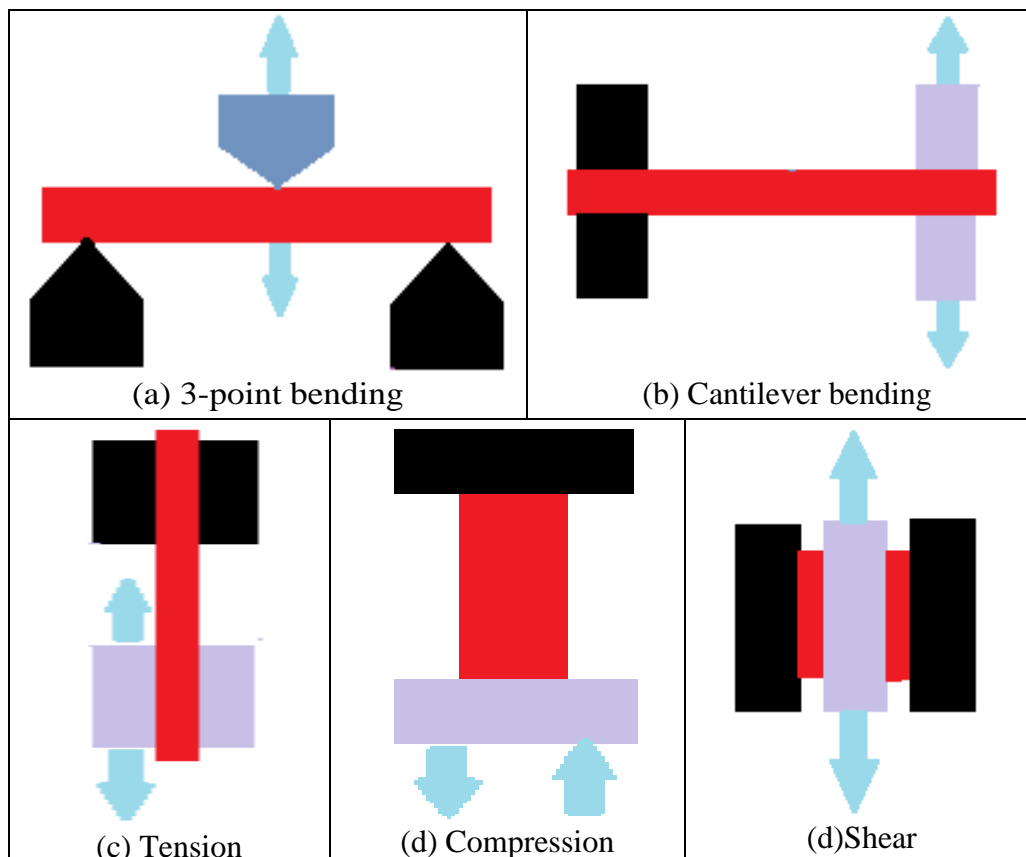 (a) 3-point bending
(b) Cantilever bending
(c) Tension
(d) Compression
(d)Shear